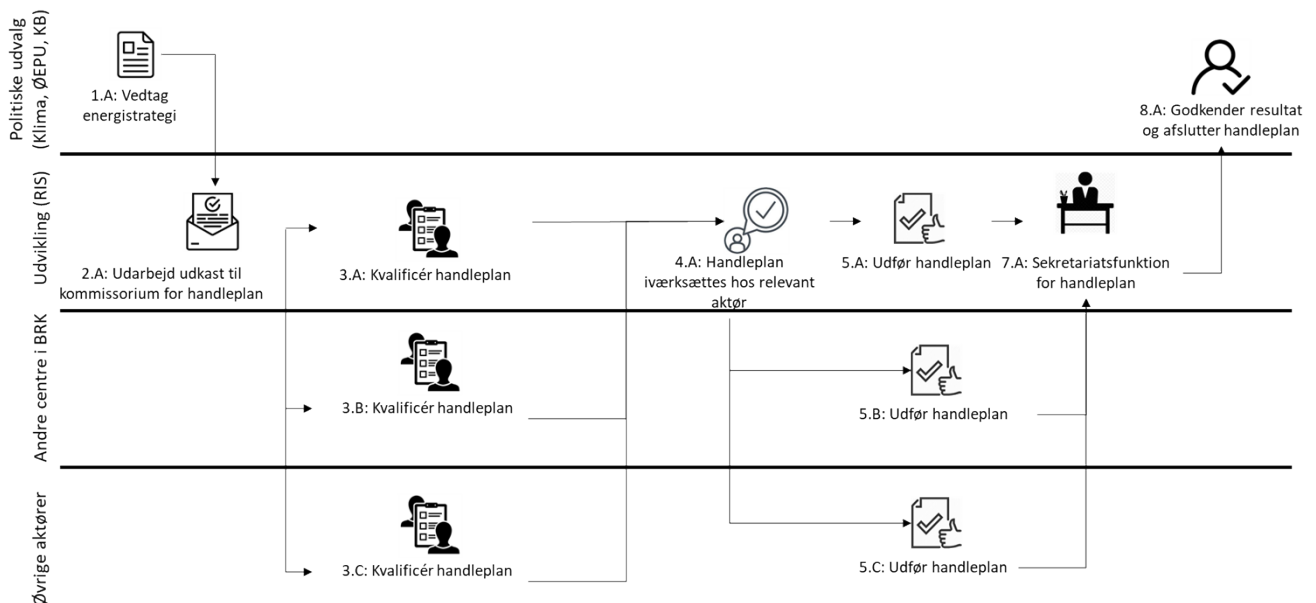 Politiske udvalg
(Klima, ØEPU, KB)
1.A: Vedtag
energistrategi
8.A: Godkender resultat
og afslutter handleplan
Udvikling (RIS)
2.A: Udarbejd udkast til
kommissorium for handleplan
3.A: Kvalificér handleplan
4.A: Handleplan
iværksættes hos relevant
aktør
5.A: Udfør handleplan
7.A: Sekretariatsfunktion
for handleplan
Andre centre i BRK
3.B: Kvalificér handleplan
5.B: Udfør handleplan
Øvrige aktører
3.C: Kvalificér handleplan
5.C: Udfør handleplan